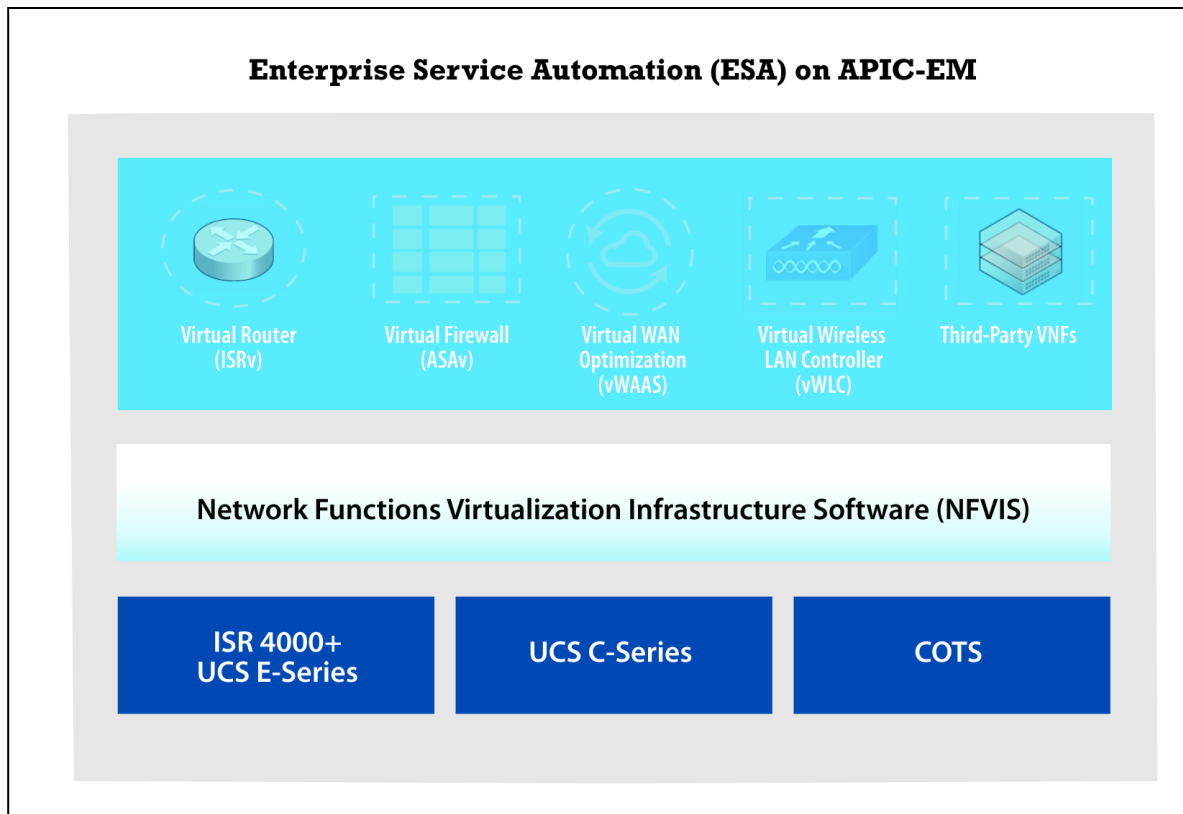 Enterprise Service Automation (ESA) on APIC-EM
Virtual Router
(ISRv)
Virtual Firewall
(ASAv)
Virtual WAN
Optimization
(vWAAS)
Virtual Wireless
LAN Controller
(vWLC)
Third-Party VNFs
Network Functions Virtualization Infrastructure Software (NFVIS)
ISR 4000+
UCS E-Series
UCS C-Series
COTS